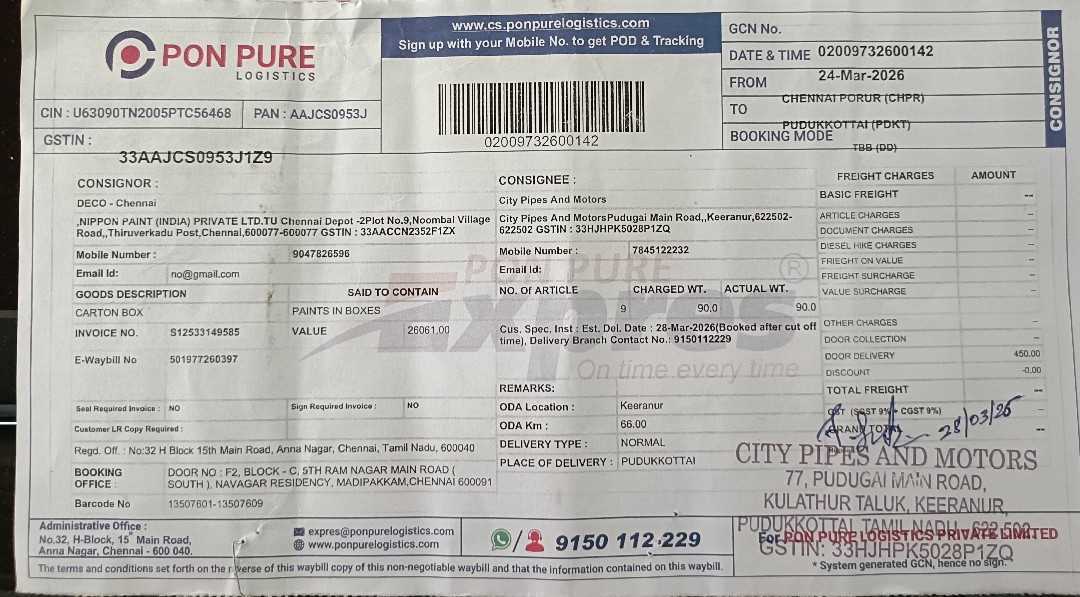 PON PURE
LOGISTICS
www.cs.ponpurelogistics.com
Sign up with your Mobile No. to get POD & Tracking
02009732600142
GCN No.
DATE & TIME 02009732600142
FROM 24-Mar-2026
CHENNAI PORUR (CHPR)
TO
PUDUKKOTTAI (PDKT)
BOOKING MODE
TBB (DD)
CONSIGNOR
CIN : U63090TN2005PTC56468 PAN : AAJCS0953J
GSTIN :
33AAJCS0953J1Z9
CONSIGNOR :
DECO - Chennai
,NIPPON PAINT (INDIA) PRIVATE LTD.TU Chennai Depot -2Plot No.9,Noombal Village
Road,,Thiruverkadu Post,Chennai,600077-600077 GSTIN : 33AACCN2352F1ZX
Mobile Number : 9047826596
Email Id: no@gmail.com
GOODS DESCRIPTION SAID TO CONTAIN
CARTON BOX PAINTS IN BOXES
INVOICE NO. S12533149585 VALUE 26061.00
E-Waybill No 501977260397
Seal Required Invoice : NO Sign Required Invoice : NO
Customer LR Copy Required :
Regd. Off. : No:32 H Block 15th Main Road, Anna Nagar, Chennai, Tamil Nadu, 600040
BOOKING OFFICE : DOOR NO : F2, BLOCK - C, 5TH RAM NAGAR MAIN ROAD (
SOUTH ), NAVAGAR RESIDENCY, MADIPAKKAM,CHENNAI 600091
Barcode No 13507601-13507609
CONSIGNEE :
City Pipes And Motors
City Pipes And MotorsPudugai Main Road,,Keeranur,622502-
622502 GSTIN : 33HJHPK5028P1ZQ
Mobile Number : 7845122232
Email Id:
NO. Of ARTICLE CHARGED WT. ACTUAL WT.
9 90.0 90.0
Cus. Spec. Inst : Est. Del. Date : 28-Mar-2026(Booked after cut off
time), Delivery Branch Contact No.: 9150112229
REMARKS:
ODA Location : Keeranur
ODA Km : 66.00
DELIVERY TYPE : NORMAL
PLACE OF DELIVERY : PUDUKKOTTAI
PON PURE
Expres ®
On time every time
FREIGHT CHARGES AMOUNT
BASIC FREIGHT --
ARTICLE CHARGES --
DOCUMENT CHARGES --
DIESEL HIKE CHARGES --
FRIEGHT ON VALUE --
FREIGHT SURCHARGE --
VALUE SURCHARGE --
OTHER CHARGES --
DOOR COLLECTION --
DOOR DELIVERY 450.00
DISCOUNT -0.00
TOTAL FREIGHT --
GST (SGST 9% + CGST 9%) --
GRAND TOTAL --
CITY PIPES AND MOTORS
77, PUDUGAI MAIN ROAD,
KULATHUR TALUK, KEERANUR,
PUDUKKOTTAI, TAMIL NADU - 622 502
GSTIN: 33HJHPK5028P1ZQ
For PON PURE LOGISTICS PRIVATE LIMITED
* System generated GCN, hence no sign.
Administrative Office :
No.32, H-Block, 15th Main Road,
Anna Nagar, Chennai - 600 040.
expres@ponpurelogistics.com
www.ponpurelogistics.com
9150 112 229
The terms and conditions set forth on the reverse of this waybill copy of this non-negotiable waybill and that the information contained on this waybill.